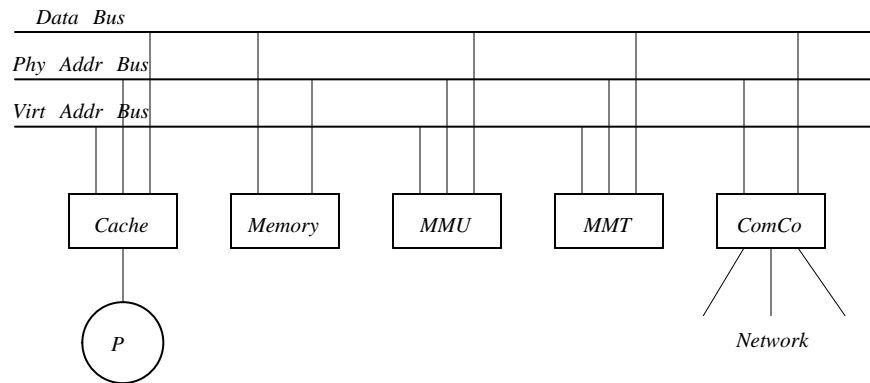 Data Bus
Phy Addr Bus
Virt Addr Bus
Cache Memory MMU MMT ComCo
P
Network